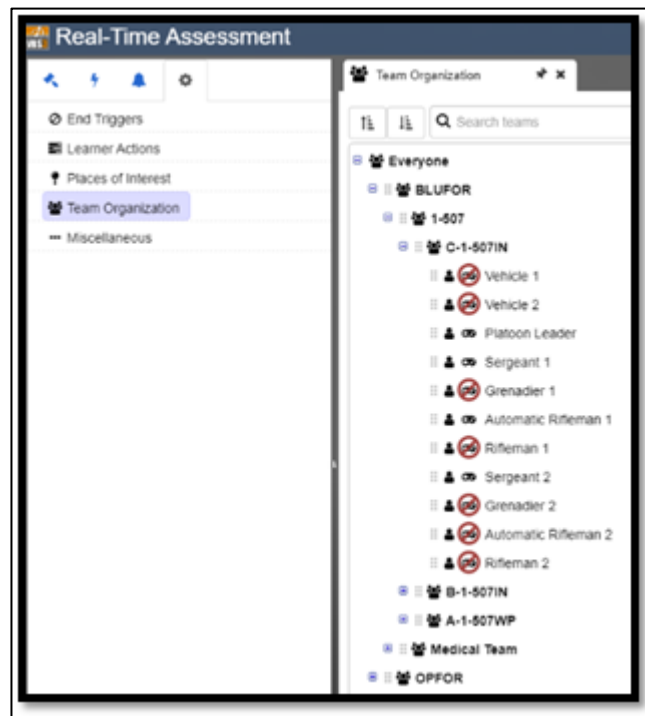 Real-Time Assessment
End Triggers
Learner Actions
Places of Interest
Team Organization
Miscellaneous
Team Organization
Search teams
Everyone
BLUFOR
1-507
C-1-507IN
Vehicle 1
Vehicle 2
Platoon Leader
Sergeant 1
Grenadier 1
Automatic Rifleman 1
Rifleman 1
Sergeant 2
Grenadier 2
Automatic Rifleman 2
Rifleman 2
B-1-507IN
A-1-507WP
Medical Team
OPFOR